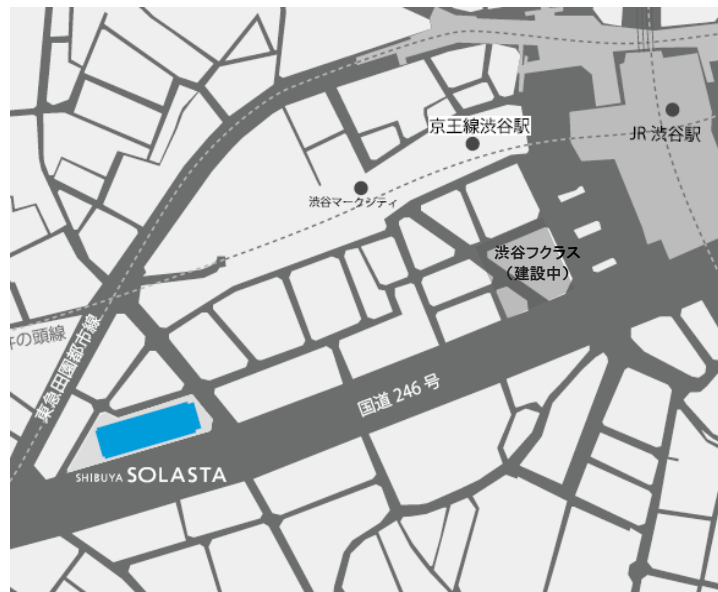 京王線渋谷駅
JR 渋谷駅
渋谷マークシティ
渋谷フクラス
(建設中)
井の頭線
東急田園都市線
国道 246 号
SHIBUYA SOLASTA